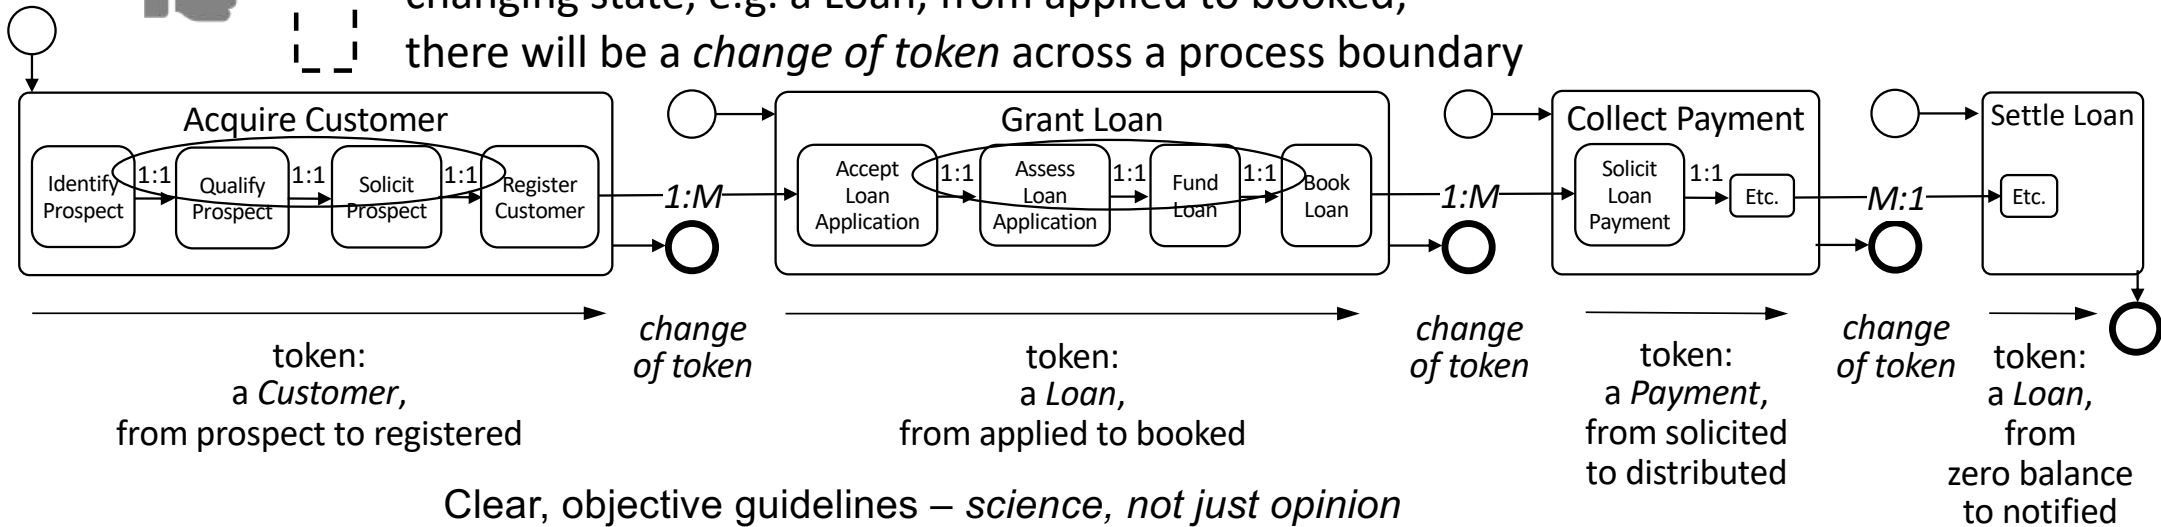 changing state, e.g. a Loan, from applied to booked,
there will be a change of token across a process boundary
Acquire Customer
Identify
Prospect
1:1
Qualify
Prospect
1:1
Solicit
Prospect
1:1
Register
Customer
1:M
Grant Loan
Accept
Loan
Application
1:1
Assess
Loan
Application
1:1
Fund
Loan
1:1
Book
Loan
1:M
Collect Payment
Solicit
Loan
Payment
1:1
Etc.
M:1
Settle Loan
Etc.
token:
a Customer,
from prospect to registered
change
of token
token:
a Loan,
from applied to booked
change
of token
token:
a Payment,
from solicited
to distributed
change
of token
token:
a Loan,
from
zero balance
to notified
Clear, objective guidelines – science, not just opinion